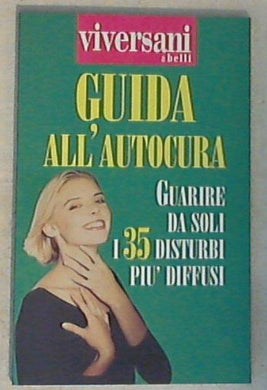 viversani
e belli
GUIDA
ALL'AUTOCURA
GUARIRE
DA SOLI
I 35 DISTURBI
PIU' DIFFUSI